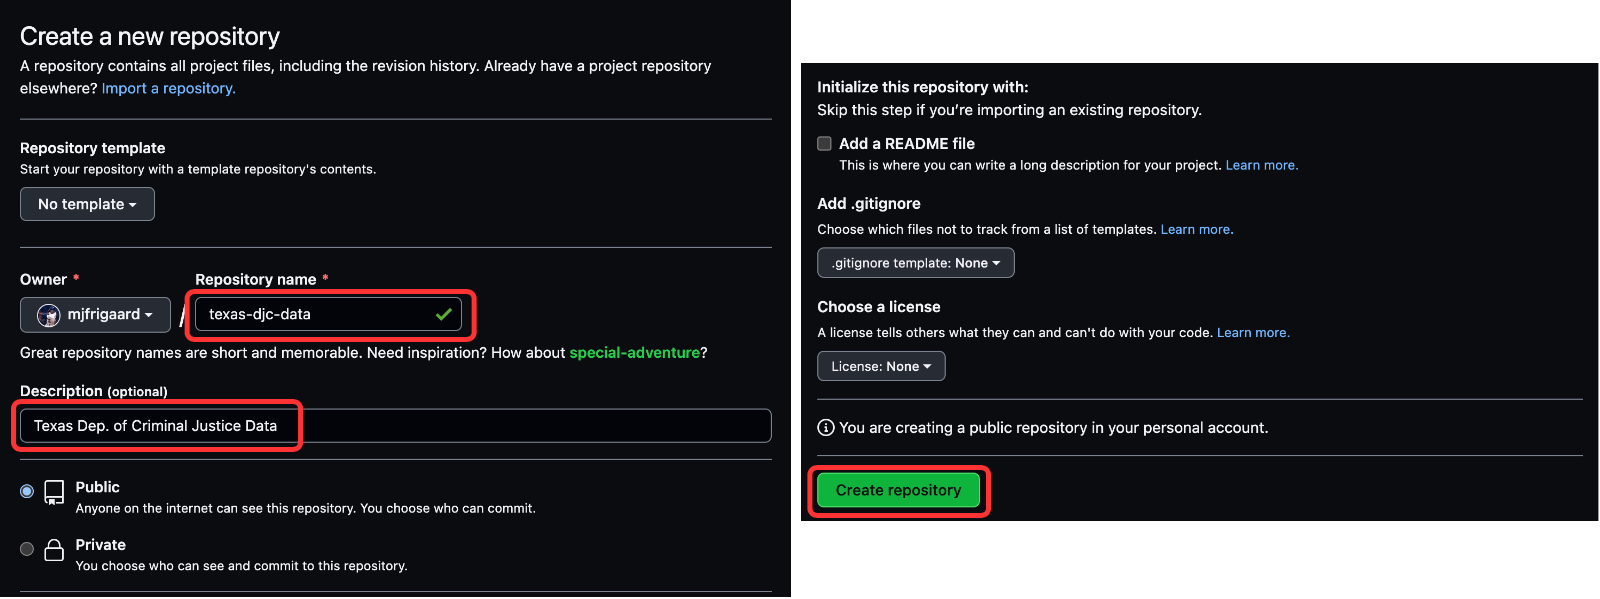 Create a new repository
A repository contains all project files, including the revision history. Already have a project repository
elsewhere? Import a repository.
Repository template
Start your repository with a template repository's contents.
No template
Owner *
Repository name *
mjfrigaard
/
texas-djc-data
Great repository names are short and memorable. Need inspiration? How about special-adventure?
Description (optional)
Texas Dep. of Criminal Justice Data
Public
Anyone on the internet can see this repository. You choose who can commit.
Private
You choose who can see and commit to this repository.
Initialize this repository with:
Skip this step if you're importing an existing repository.
Add a README file
This is where you can write a long description for your project. Learn more.
Add .gitignore
Choose which files not to track from a list of templates. Learn more.
.gitignore template: None
Choose a license
A license tells others what they can and can't do with your code. Learn more.
License: None
You are creating a public repository in your personal account.
Create repository